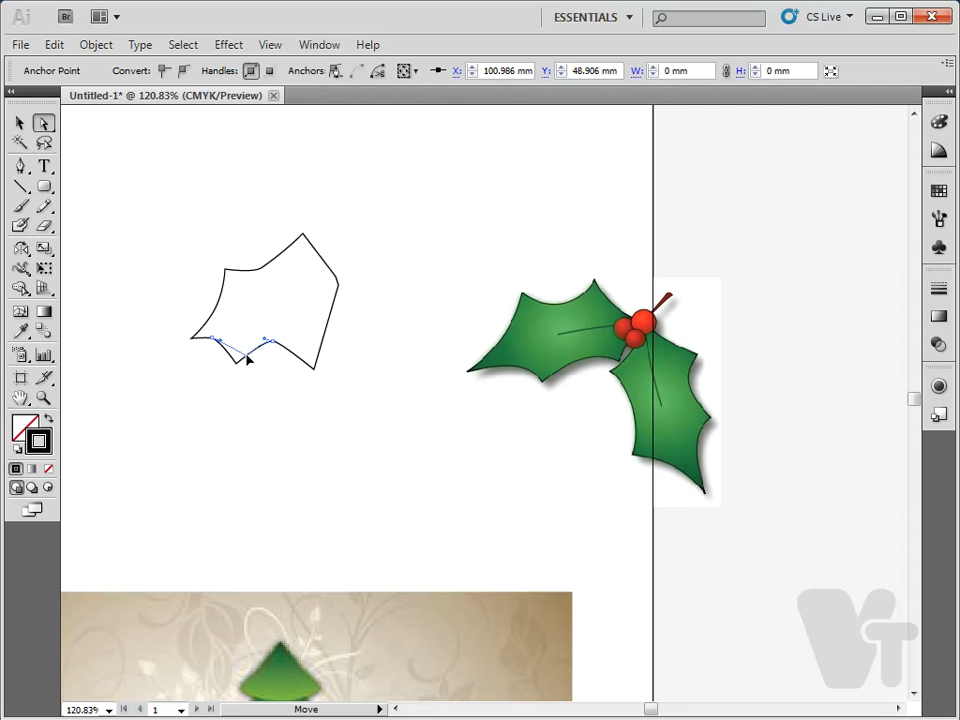 Ai Br ESSENTIALS CS Live
File Edit Object Type Select Effect View Window Help
Anchor Point Convert: Handles: Anchors: X: 100.986 mm Y: 48.906 mm W: 0 mm H: 0 mm
Untitled-1* @ 120.83% (CMYK/Preview)
T
VT
120.83% 1 Move